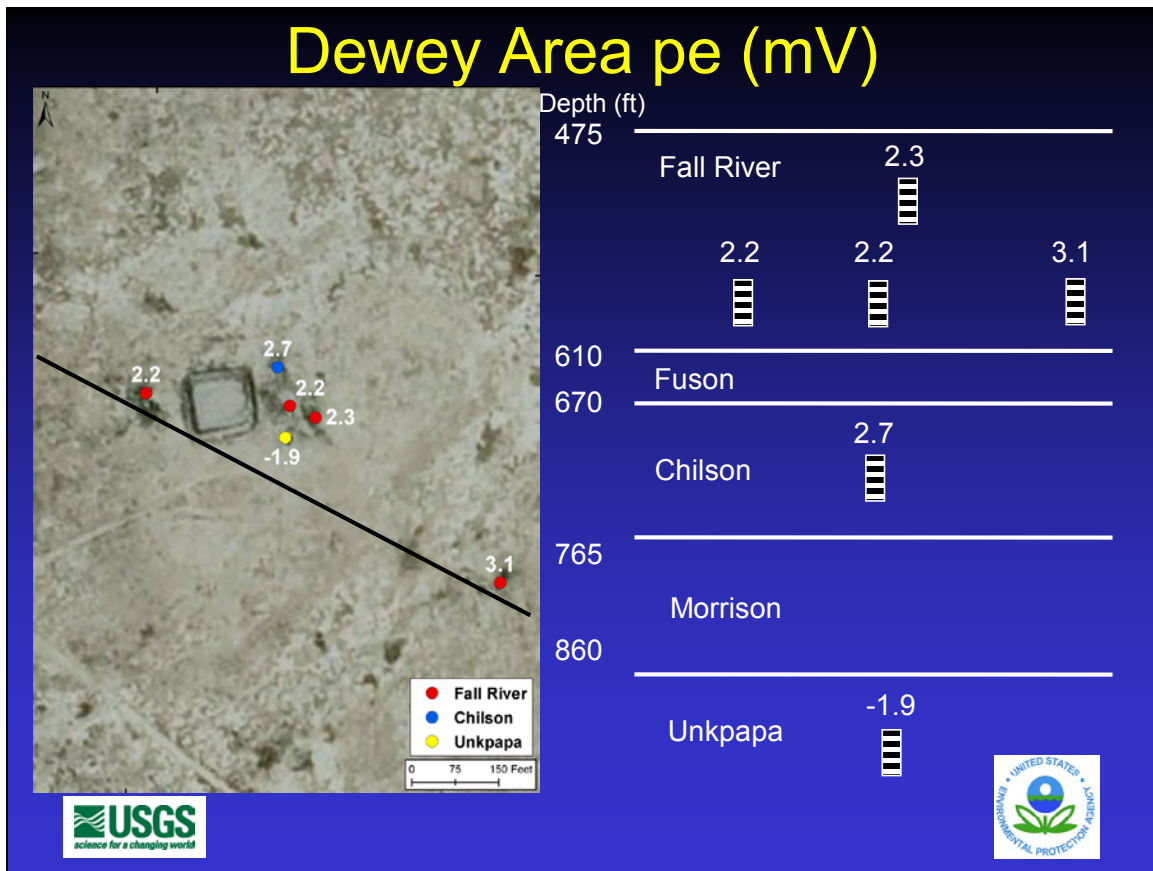 Dewey Area pe (mV)
N
2.7
2.2
2.2
2.3
-1.9
3.1
Fall River
Chilson
Unkpapa
0 75 150 Feet
Depth (ft)
475
Fall River
2.3
2.2 2.2 3.1
610
Fuson
670
2.7
Chilson
765
Morrison
860
-1.9
Unkpapa
USGS
science for a changing world
UNITED STATES
ENVIRONMENTAL PROTECTION AGENCY